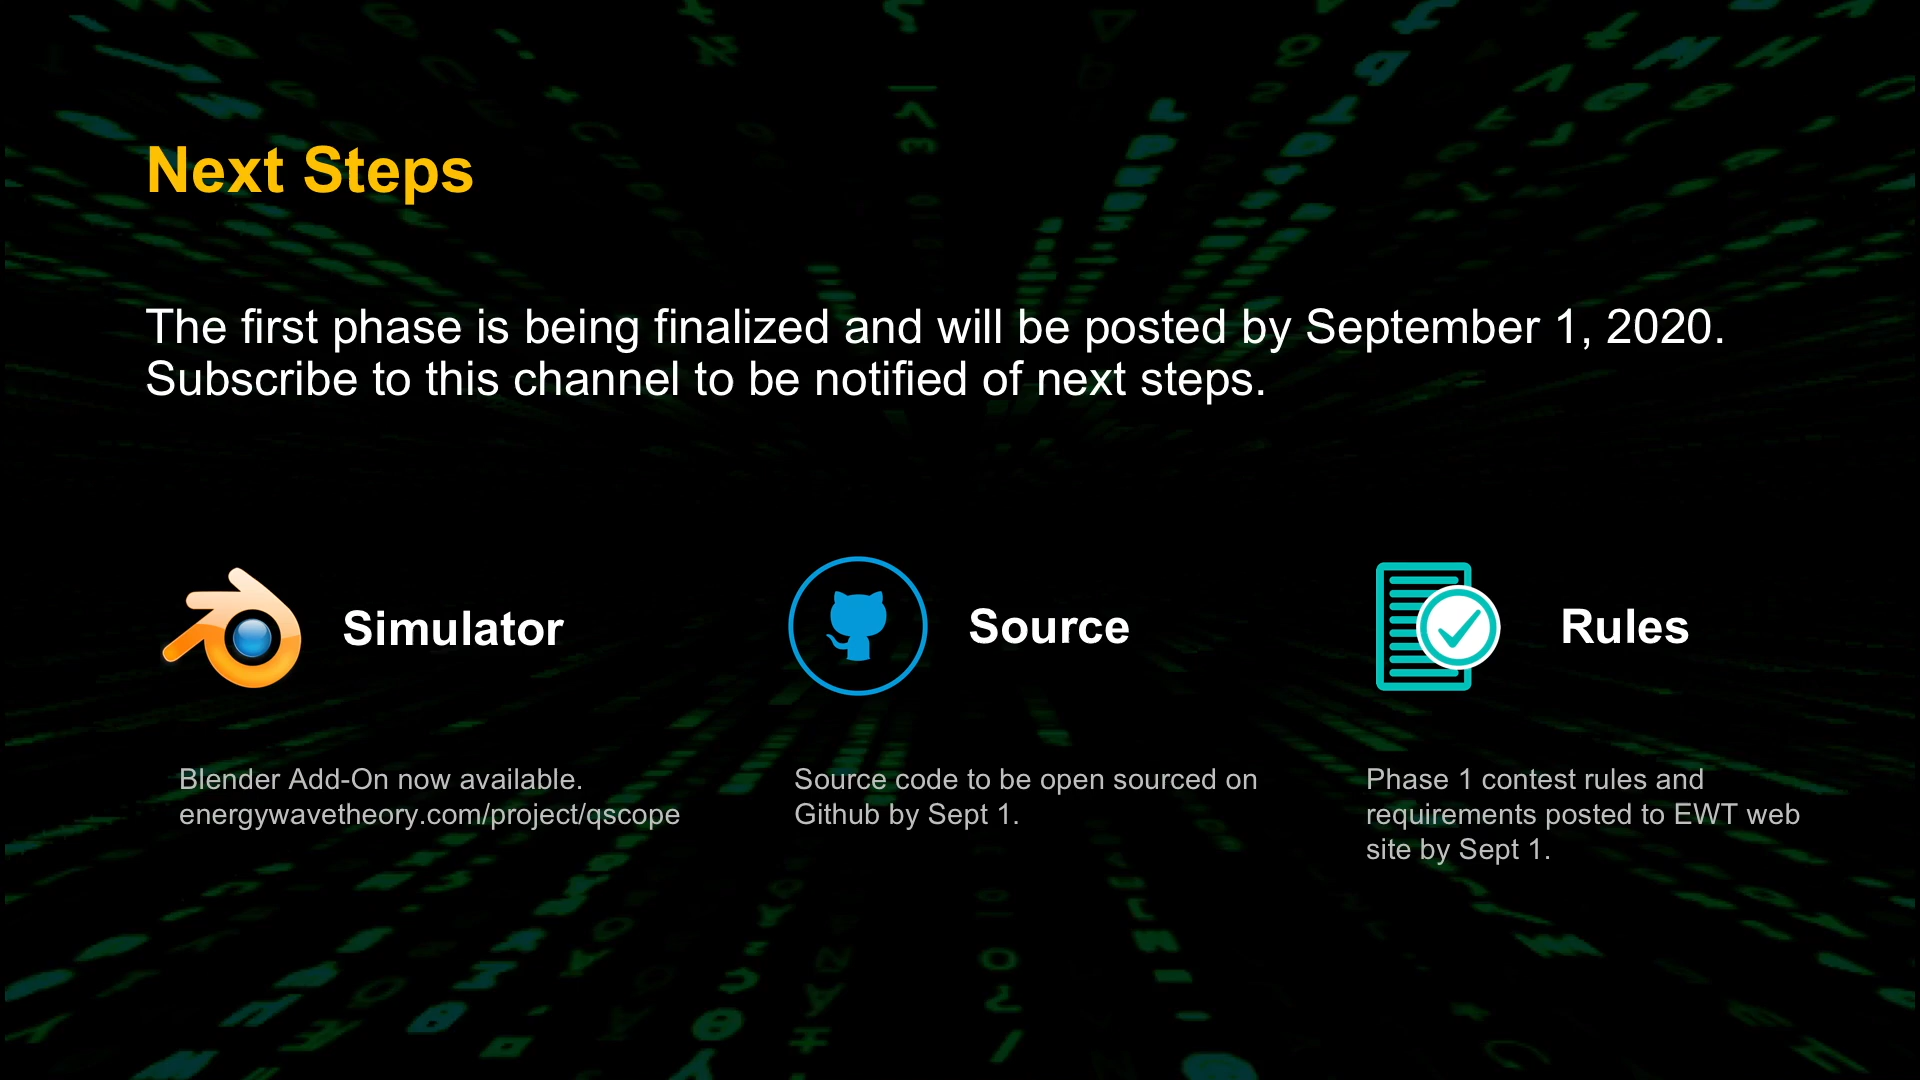 Next Steps
The first phase is being finalized and will be posted by September 1, 2020.
Subscribe to this channel to be notified of next steps.
Simulator
Blender Add-On now available.
energywavetheory.com/project/qscope
Source
Source code to be open sourced on
Github by Sept 1.
Rules
Phase 1 contest rules and
requirements posted to EWT web
site by Sept 1.